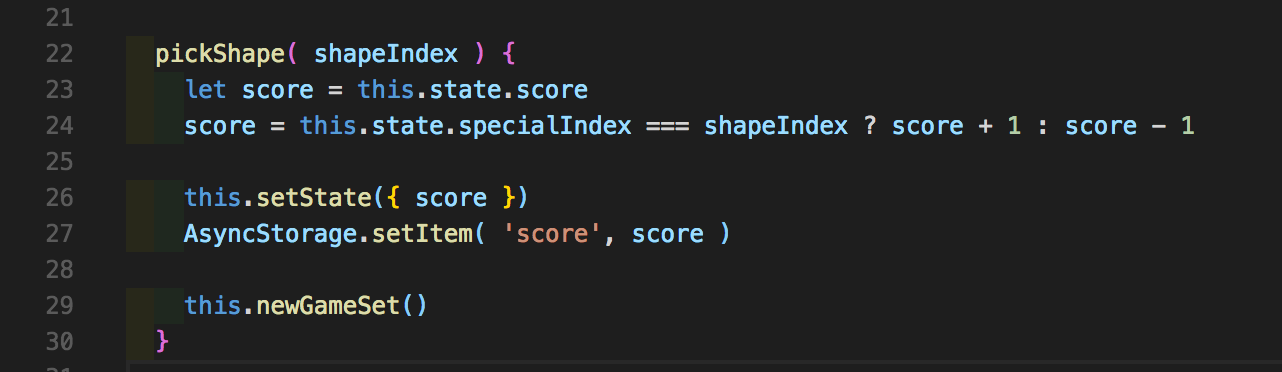 21
22 pickShape( shapeIndex ) {
23 let score = this.state.score
24 score = this.state.specialIndex === shapeIndex ? score + 1 : score - 1
25
26 this.setState({ score })
27 AsyncStorage.setItem( 'score', score )
28
29 this.newGameSet()
30 }
31